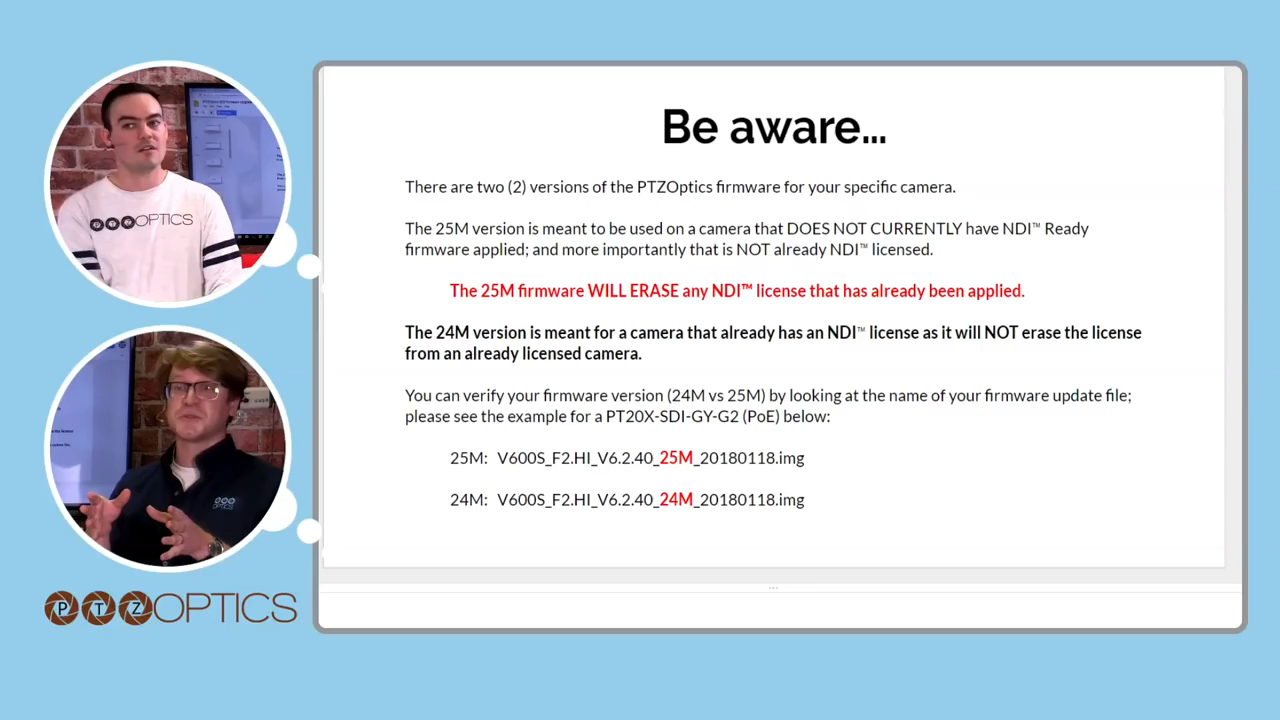 Be aware...
There are two (2) versions of the PTZOptics firmware for your specific camera.
The 25M version is meant to be used on a camera that DOES NOT CURRENTLY have NDI™ Ready
firmware applied; and more importantly that is NOT already NDI™ licensed.
The 25M firmware WILL ERASE any NDI™ license that has already been applied.
The 24M version is meant for a camera that already has an NDI™ license as it will NOT erase the license
from an already licensed camera.
You can verify your firmware version (24M vs 25M) by looking at the name of your firmware update file;
please see the example for a PT20X-SDI-GY-G2 (PoE) below:
25M: V600S_F2.HI_V6.2.40_25M_20180118.img
24M: V600S_F2.HI_V6.2.40_24M_20180118.img
PTZOPTICS
PTZOPTICS